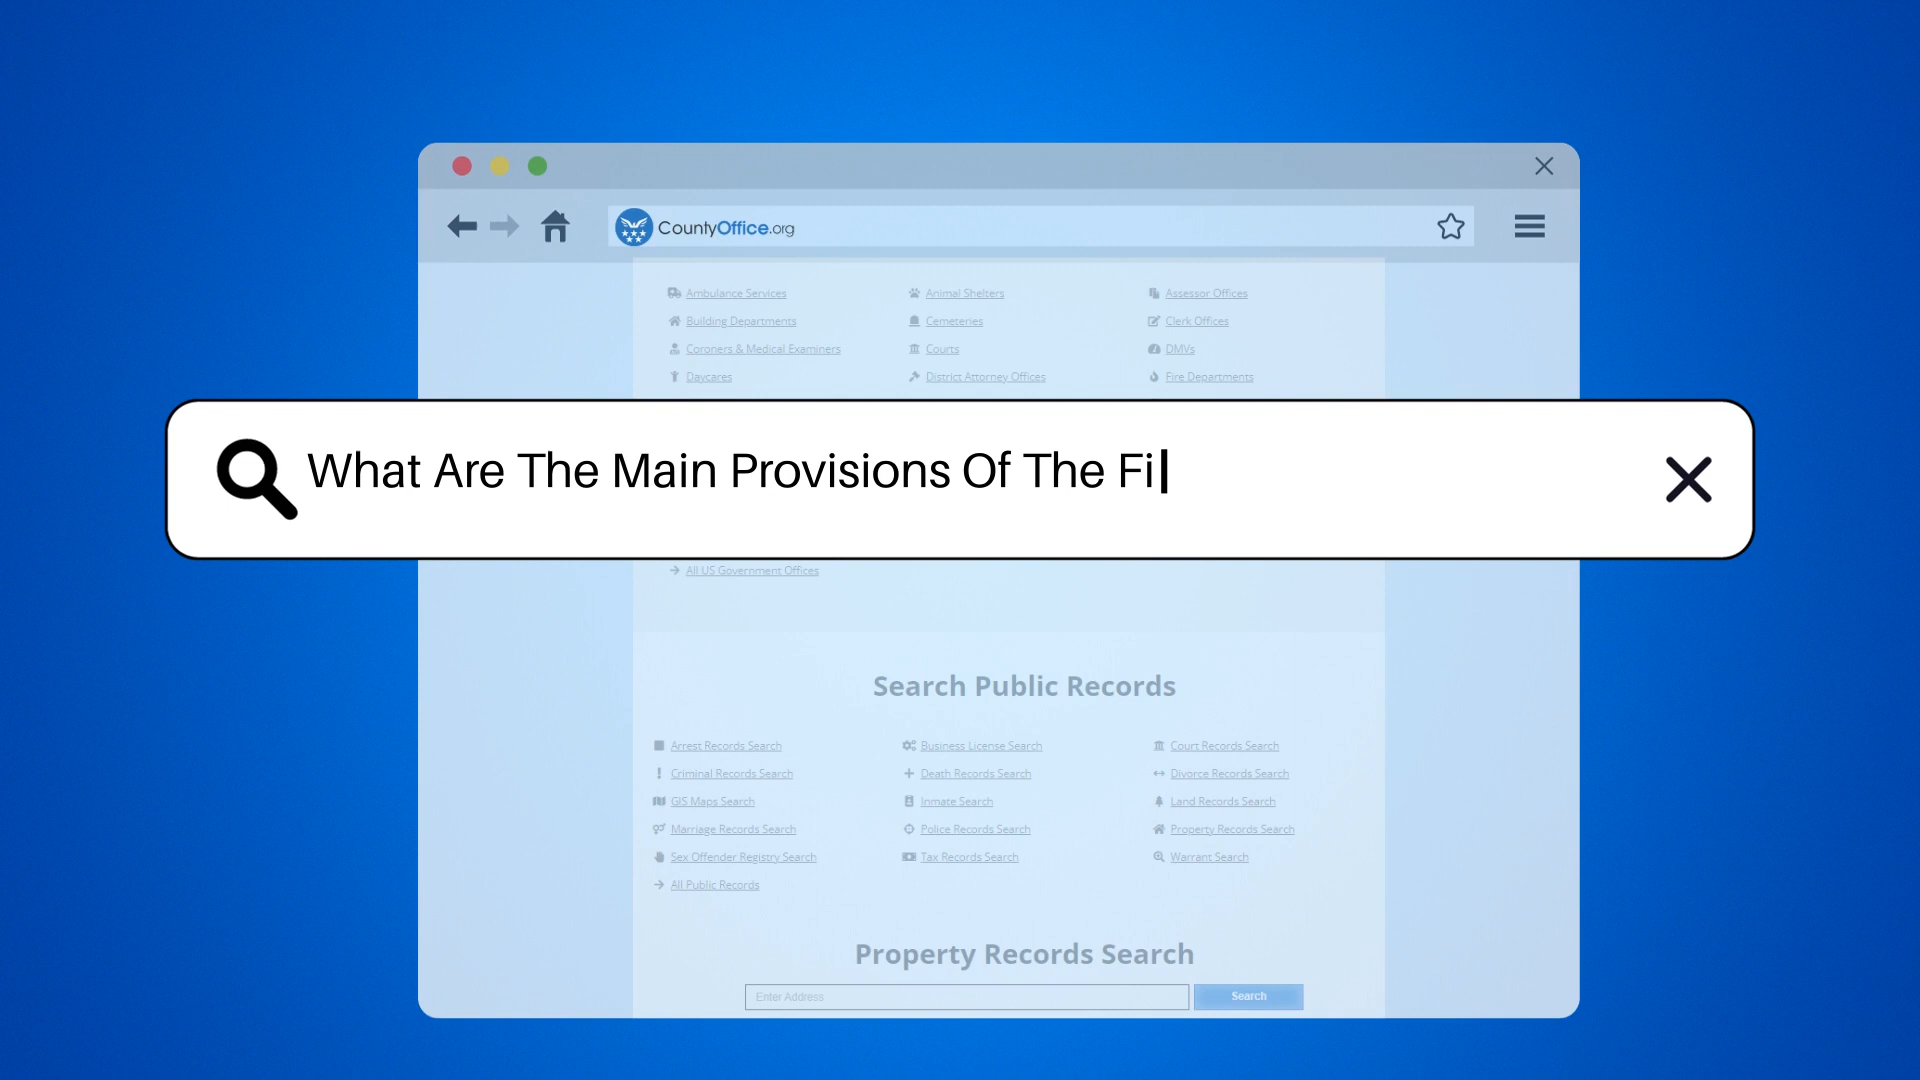 CountyOffice.org
Ambulance Services Animal Shelters Assessor Offices
Building Departments Cemeteries Clerk Offices
Coroners & Medical Examiners Courts DMVs
Daycares District Attorney Offices Fire Departments
What Are The Main Provisions Of The Fi
All US Government Offices
Search Public Records
Arrest Records Search Business License Search Court Records Search
Criminal Records Search Death Records Search Divorce Records Search
GIS Maps Search Inmate Search Land Records Search
Marriage Records Search Police Records Search Property Records Search
Sex Offender Registry Search Tax Records Search Warrant Search
All Public Records
Property Records Search
Enter Address Search